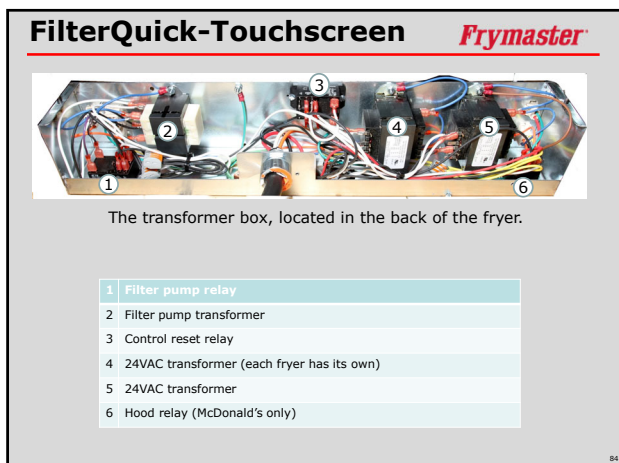 FilterQuick-Touchscreen
Frymaster
3
2
4
5
1
6
The transformer box, located in the back of the fryer.
1 Filter pump relay
2 Filter pump transformer
3 Control reset relay
4 24VAC transformer (each fryer has its own)
5 24VAC transformer
6 Hood relay (McDonald's only)
84